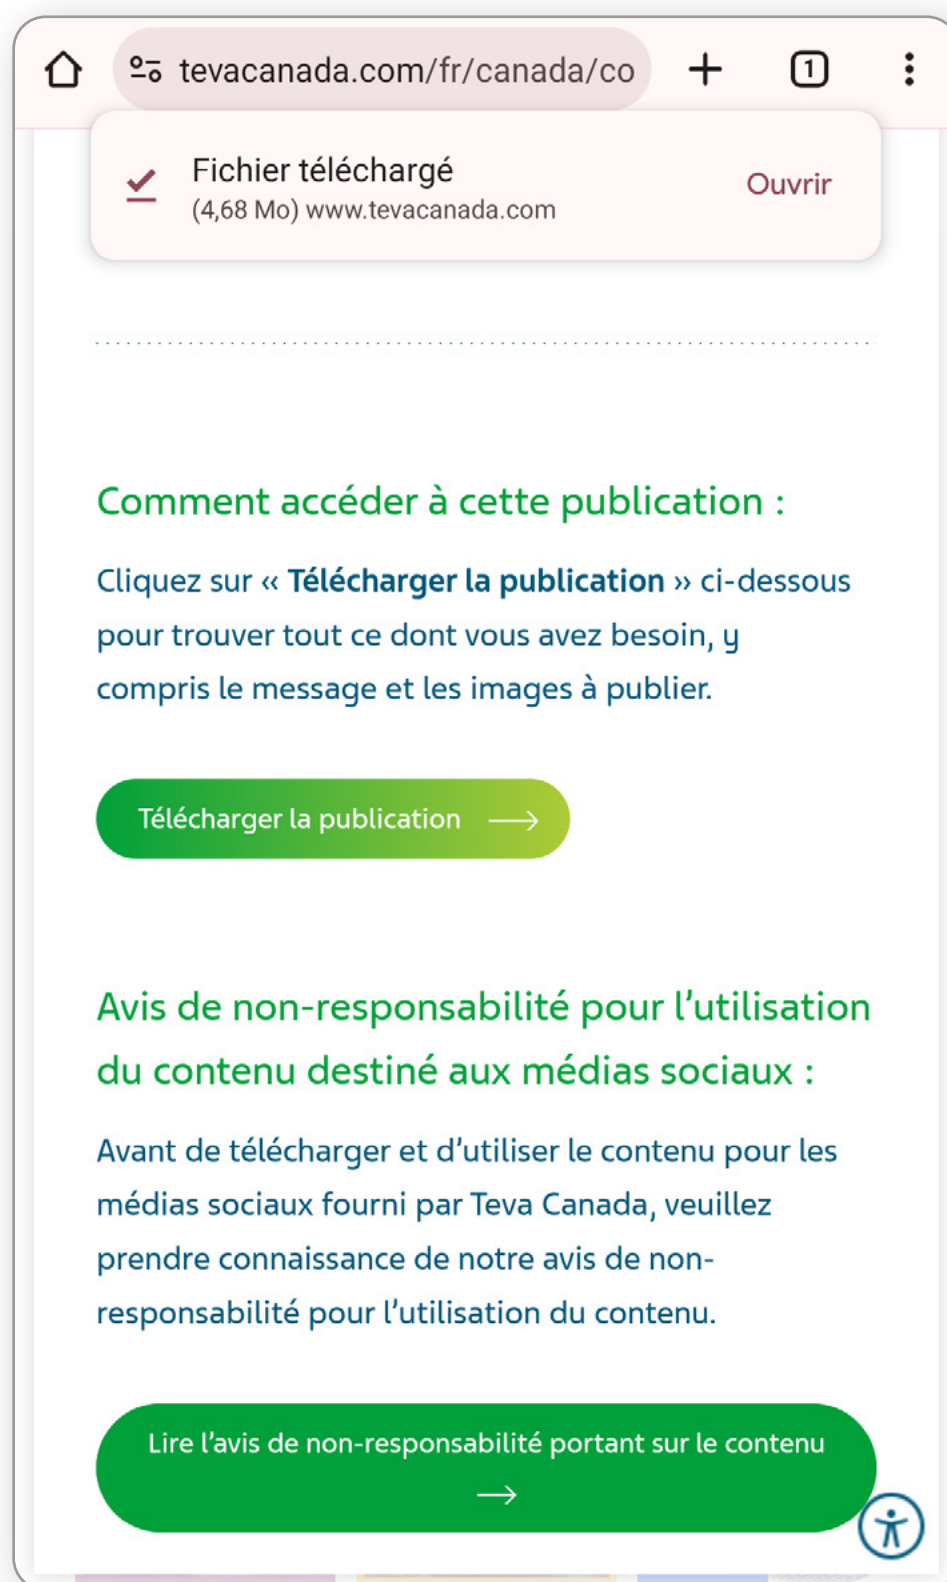 tevacanada.com/fr/canada/co
1
Fichier téléchargé
(4,68 Mo) www.tevacanada.com
Ouvrir
Comment accéder à cette publication :
Cliquez sur « Télécharger la publication » ci-dessous
pour trouver tout ce dont vous avez besoin, y
compris le message et les images à publier.
Télécharger la publication
Avis de non-responsabilité pour l’utilisation
du contenu destiné aux médias sociaux :
Avant de télécharger et d’utiliser le contenu pour les
médias sociaux fourni par Teva Canada, veuillez
prendre connaissance de notre avis de non-
responsabilité pour l’utilisation du contenu.
Lire l’avis de non-responsabilité portant sur le contenu